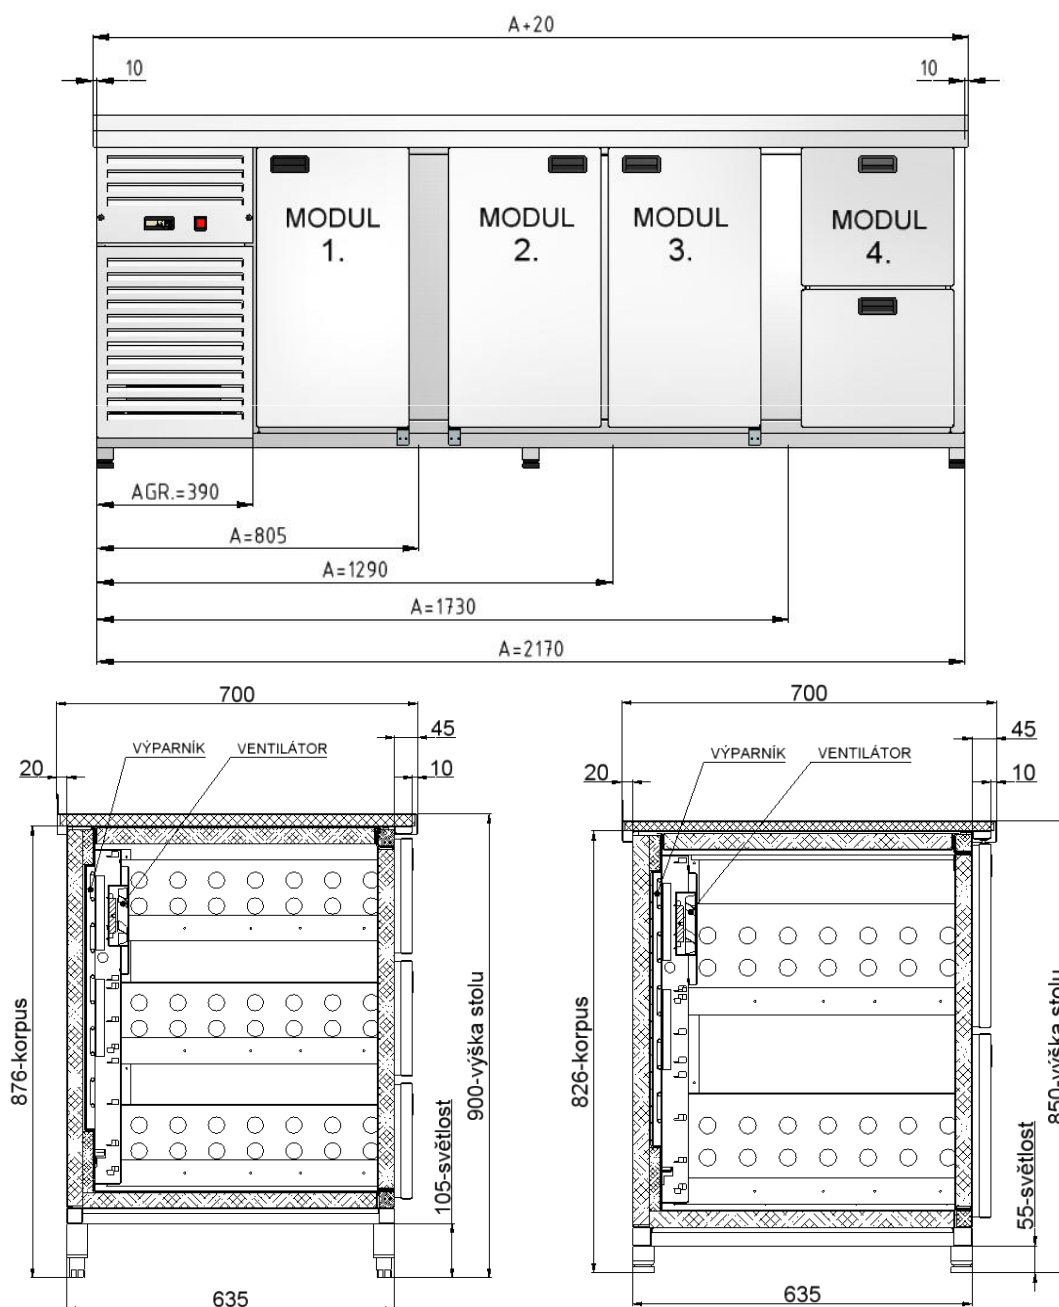 A+20
10
10
MODUL
1.
MODUL
2.
MODUL
3.
MODUL
4.
AGR.=390
A=805
A=1290
A=1730
A=2170
700
45
VÝPARNÍK
VENTILÁTOR
20
10
876-korpus
900-výška stolu
105-světlost
635
700
45
VÝPARNÍK
VENTILÁTOR
20
10
826-korpus
850-výška stolu
55-světlost
635